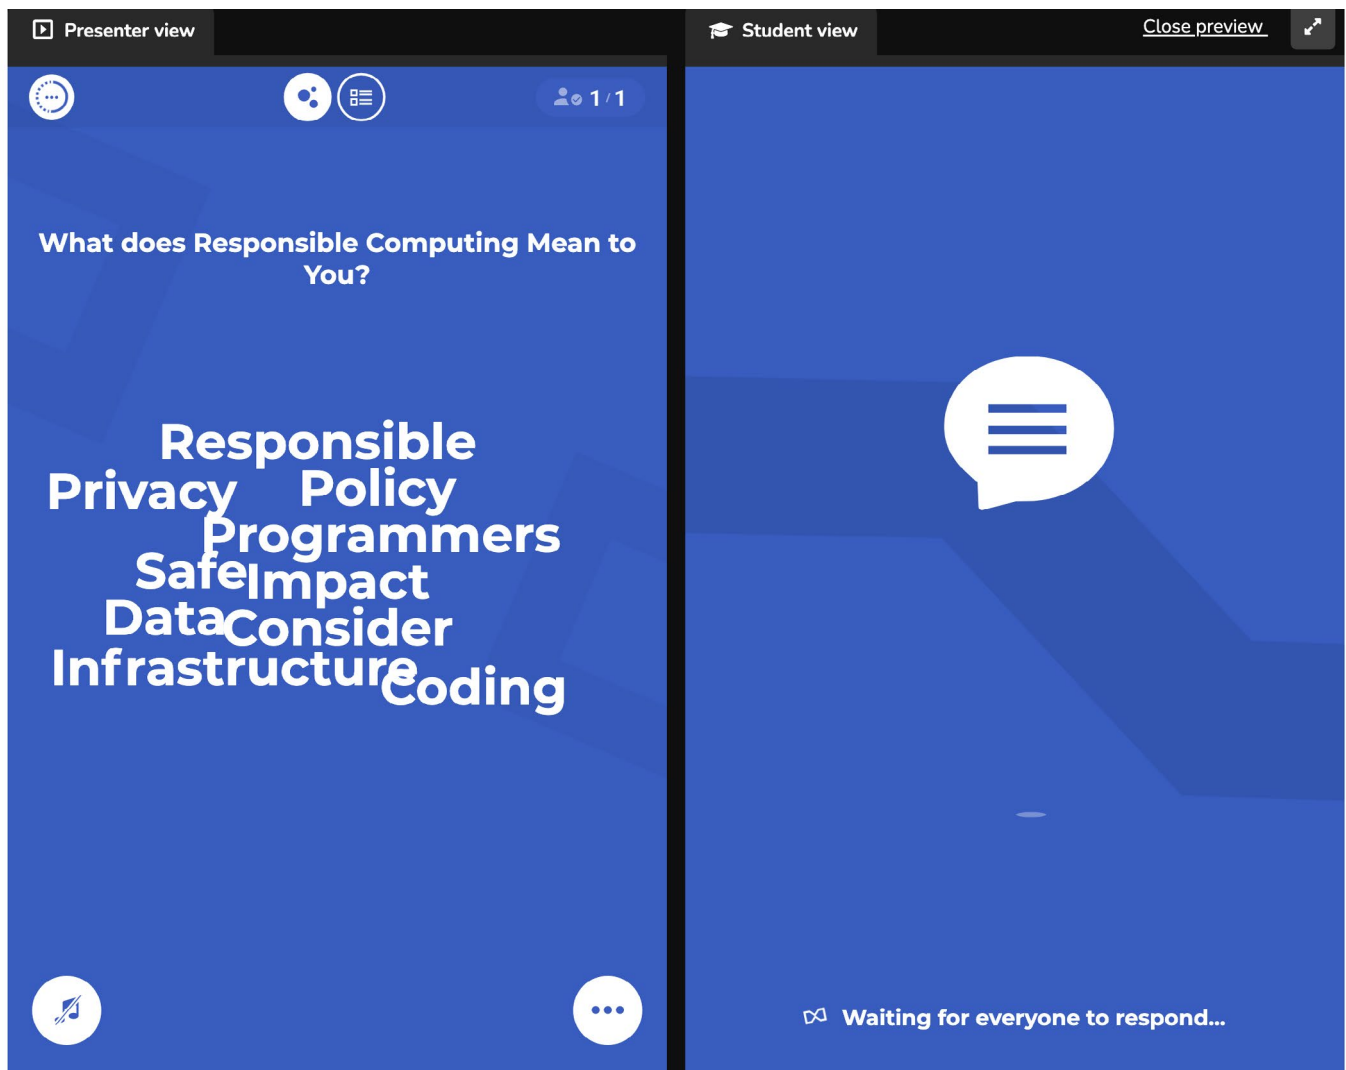 Presenter view
Student view
Close preview
1/1
What does Responsible Computing Mean to
You?
Responsible
Privacy
Policy
Programmers
Safe
Impact
Data
Consider
Infrastructure
Coding
Waiting for everyone to respond...